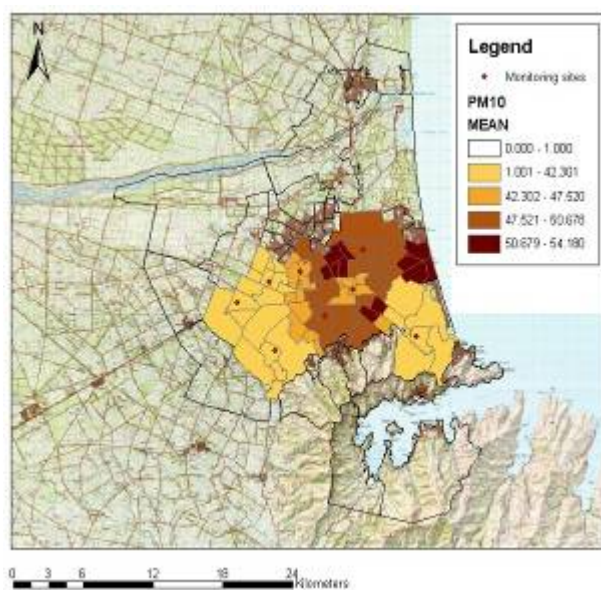 N
Legend
Monitoring sites
PM10
MEAN
0.000 - 1.000
1.001 - 42.301
42.302 - 47.520
47.521 - 50.678
50.679 - 54.180
0 3 6 12 18 24
Kilometers